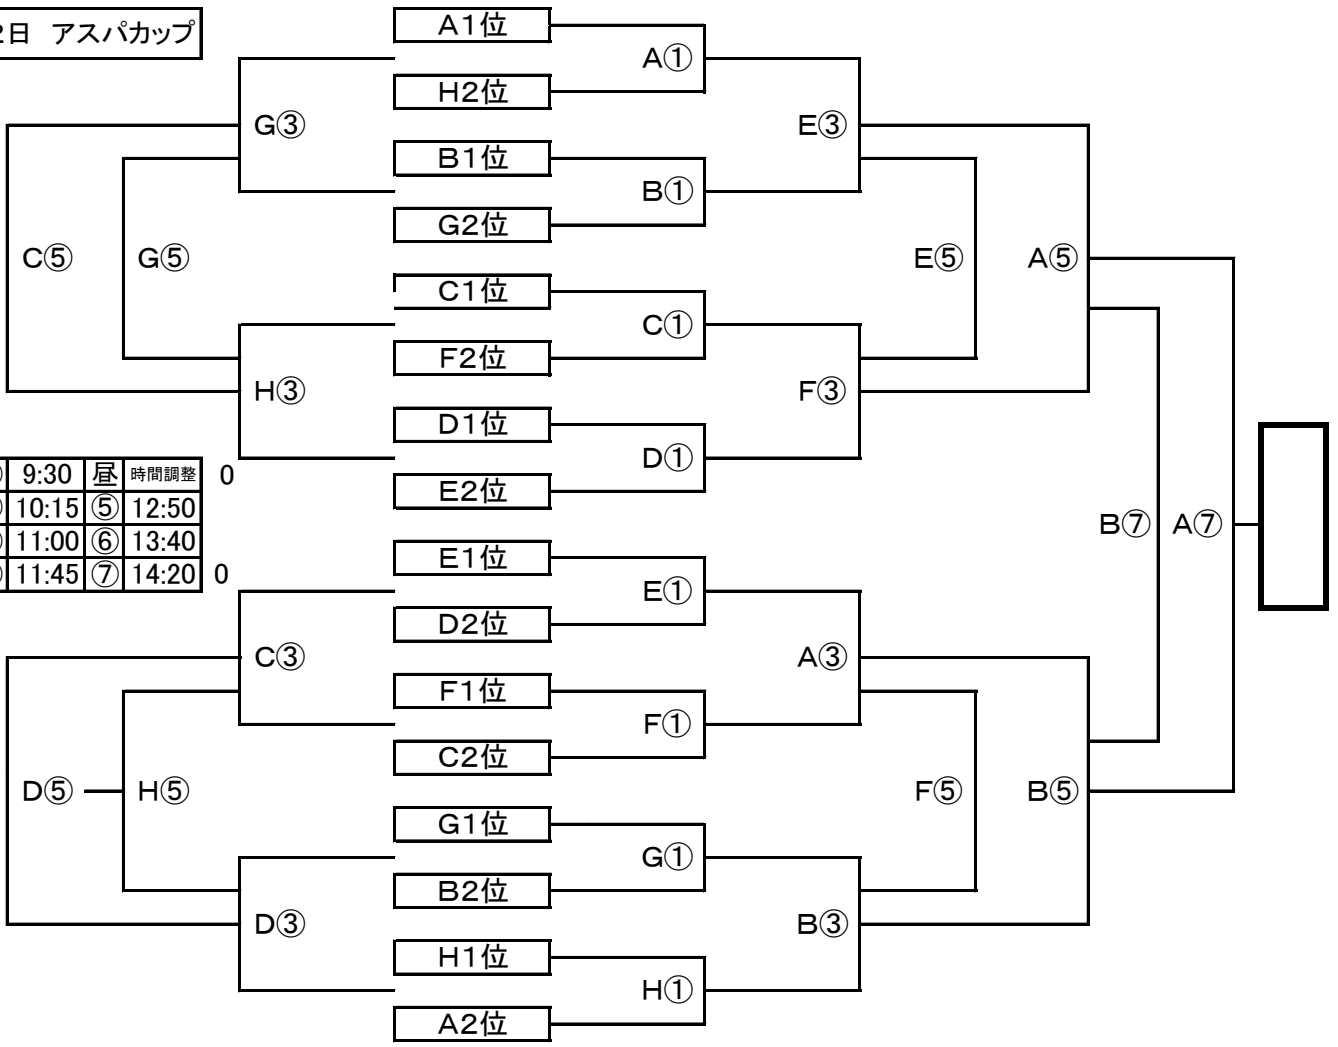 2日 アスパカップ
A1位
A①
H2位
G③
E③
B1位
B①
G2位
C⑤
G⑤
E⑤
A⑤
C1位
C①
F2位
H③
F③
D1位
D①
9:30 昼 時間調整 0
E2位
10:15 ⑤ 12:50
11:00 ⑥ 13:40
B⑦
A⑦
E1位
11:45 ⑦ 14:20 0
E①
D2位
C③
A③
F1位
F①
C2位
D⑤
H⑤
F⑤
B⑤
G1位
G①
B2位
D③
B③
H1位
H①
A2位